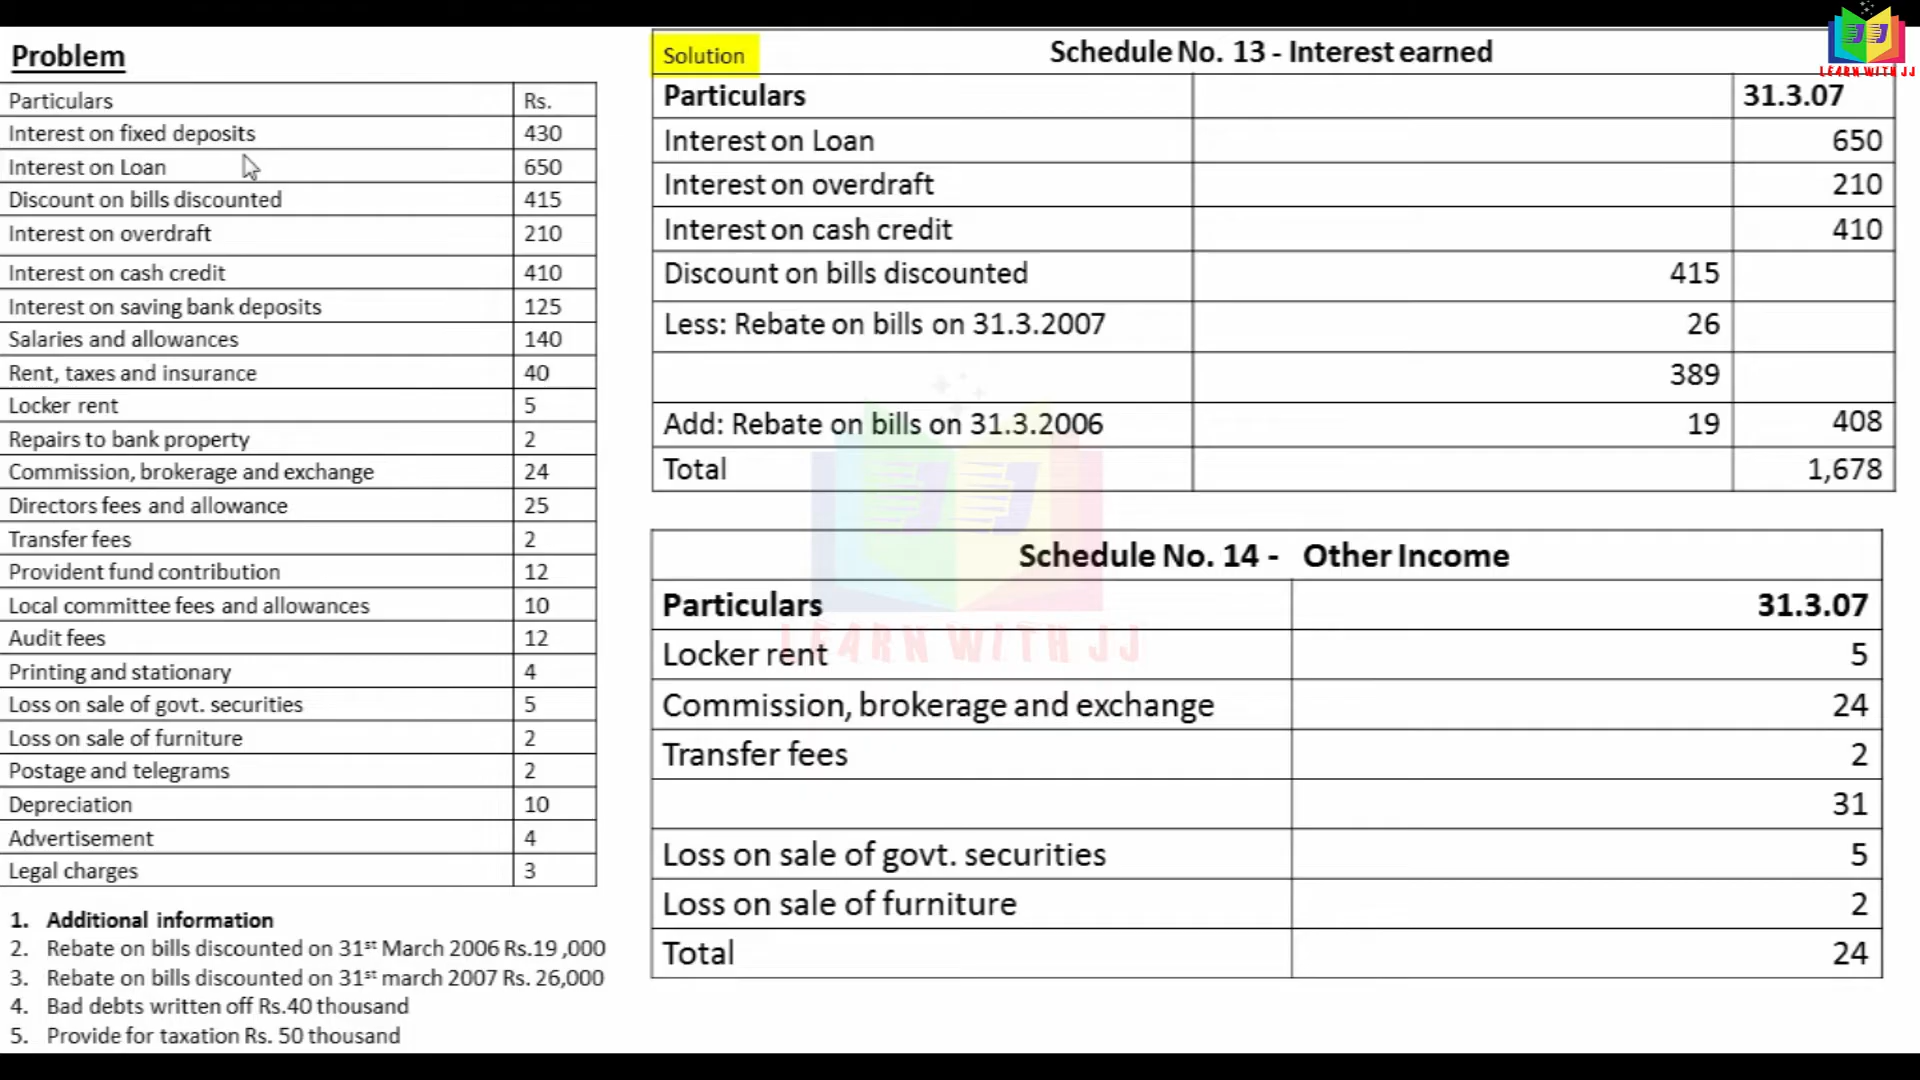 Problem
Particulars Rs.
Interest on fixed deposits 430
Interest on Loan 650
Discount on bills discounted 415
Interest on overdraft 210
Interest on cash credit 410
Interest on saving bank deposits 125
Salaries and allowances 140
Rent, taxes and insurance 40
Locker rent 5
Repairs to bank property 2
Commission, brokerage and exchange 24
Directors fees and allowance 25
Transfer fees 2
Provident fund contribution 12
Local committee fees and allowances 10
Audit fees 12
Printing and stationary 4
Loss on sale of govt. securities 5
Loss on sale of furniture 2
Postage and telegrams 2
Depreciation 10
Advertisement 4
Legal charges 3
1. Additional information
2. Rebate on bills discounted on 31st March 2006 Rs.19 ,000
3. Rebate on bills discounted on 31st march 2007 Rs. 26,000
4. Bad debts written off Rs.40 thousand
5. Provide for taxation Rs. 50 thousand
Solution
Schedule No. 13 - Interest earned
Particulars 31.3.07
Interest on Loan 650
Interest on overdraft 210
Interest on cash credit 410
Discount on bills discounted 415
Less: Rebate on bills on 31.3.2007 26
389
Add: Rebate on bills on 31.3.2006 19 408
Total 1,678
Schedule No. 14 - Other Income
Particulars 31.3.07
Locker rent 5
Commission, brokerage and exchange 24
Transfer fees 2
31
Loss on sale of govt. securities 5
Loss on sale of furniture 2
Total 24
JJ
LEARN WITH JJ
JJ
LEARN WITH JJ